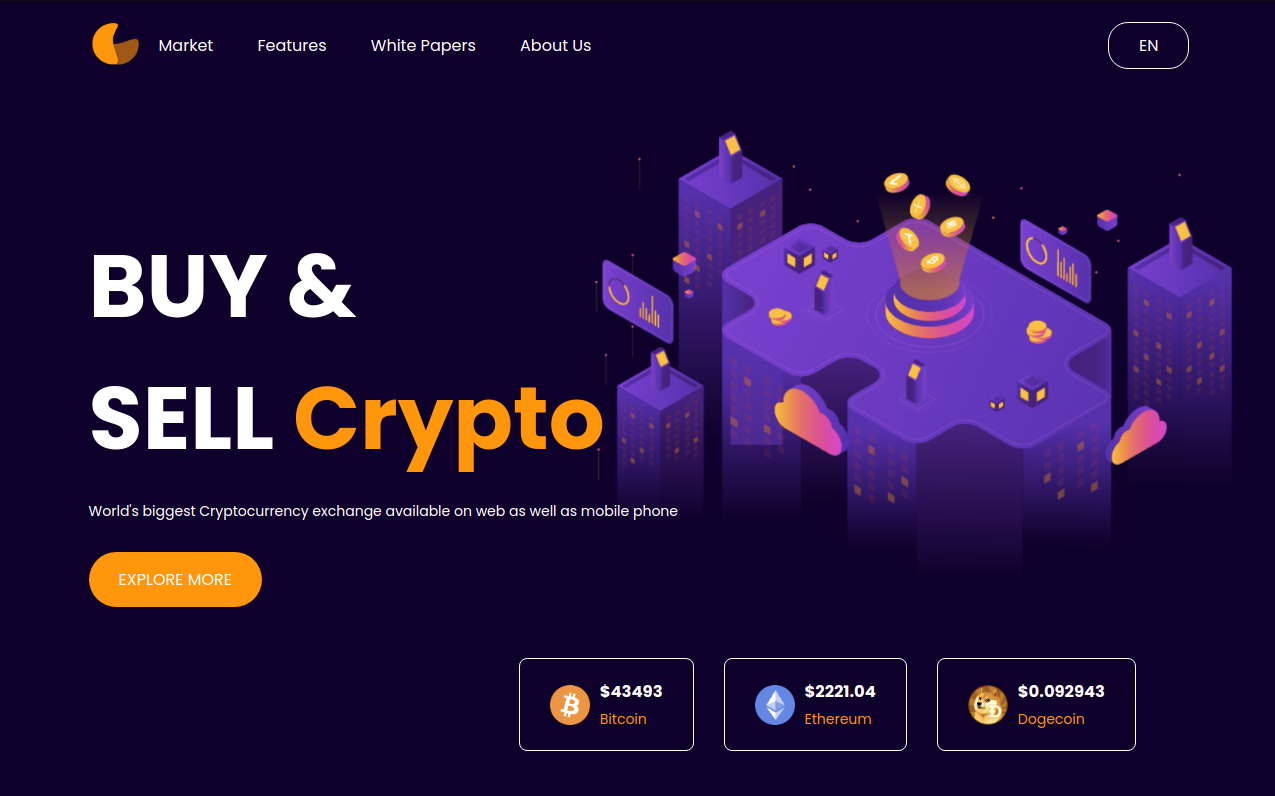 Market
Features
White Papers
About Us
EN
BUY &
SELL Crypto
World's biggest Cryptocurrency exchange available on web as well as mobile phone
EXPLORE MORE
$43493
Bitcoin
$2221.04
Ethereum
$0.092943
Dogecoin